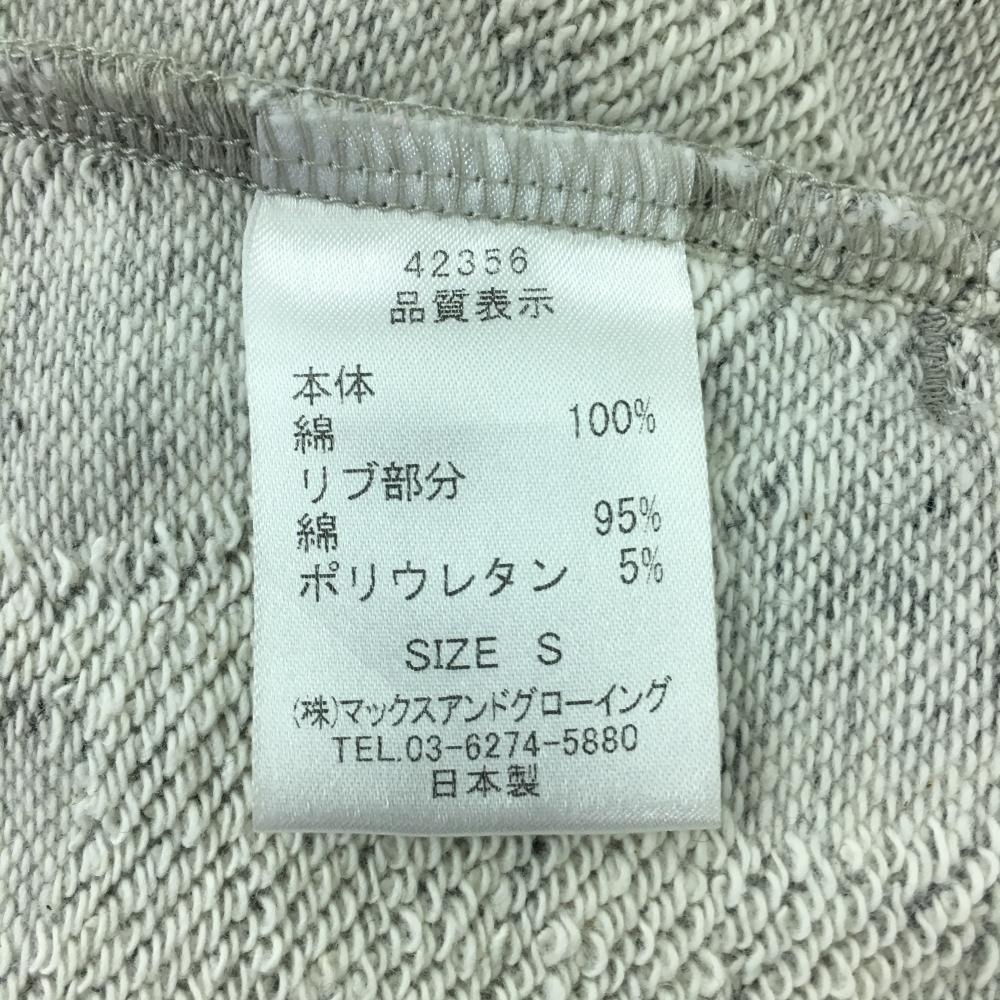 42356
品質表示
本体
綿 100%
リブ部分
綿 95%
ポリウレタン 5%
SIZE S
(株)マックスアンドグローイング
TEL.03-6274-5880
日本製